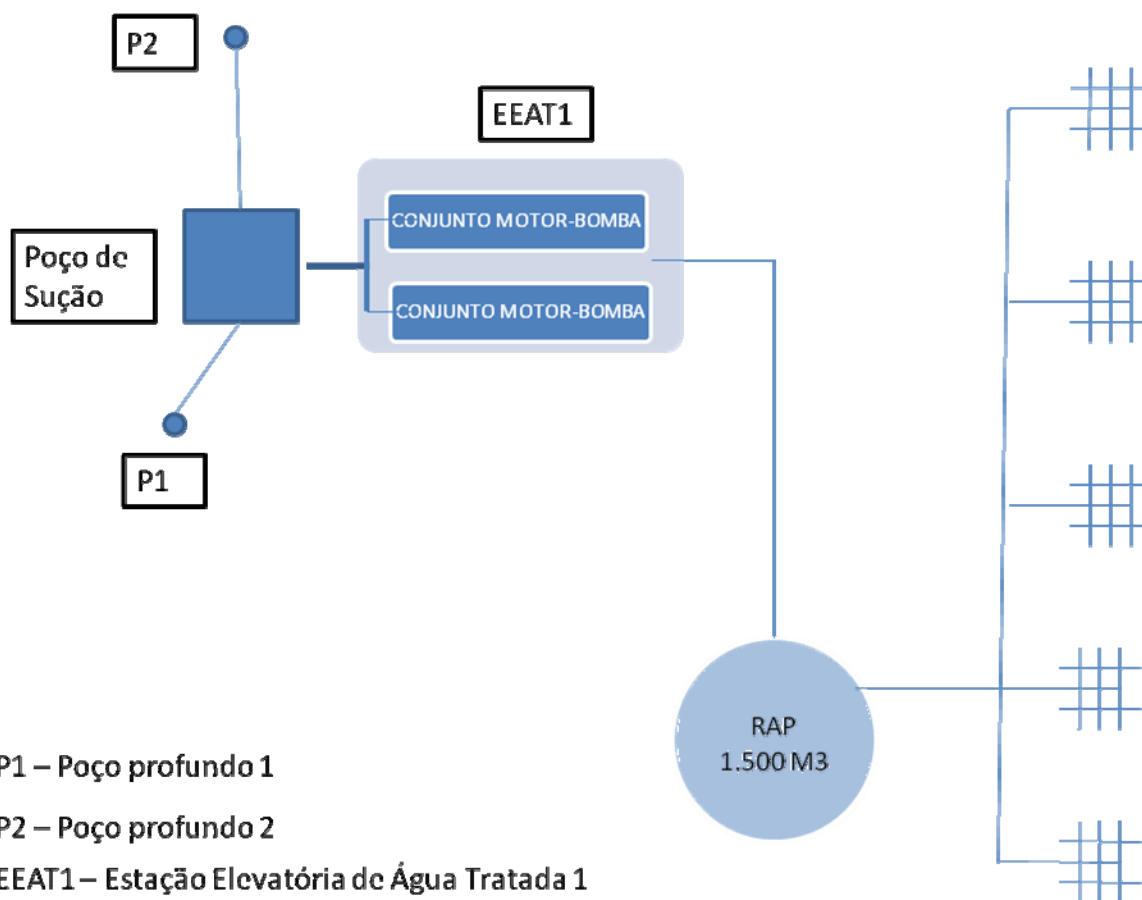 P2
EEAT1
CONJUNTO MOTOR-BOMBA
Poço de
Sução
CONJUNTO MOTOR-BOMBA
P1
RAP
1.500 M3
P1 – Poço profundo 1
P2 – Poço profundo 2
EEAT1 – Estação Elevatória de Água Tratada 1